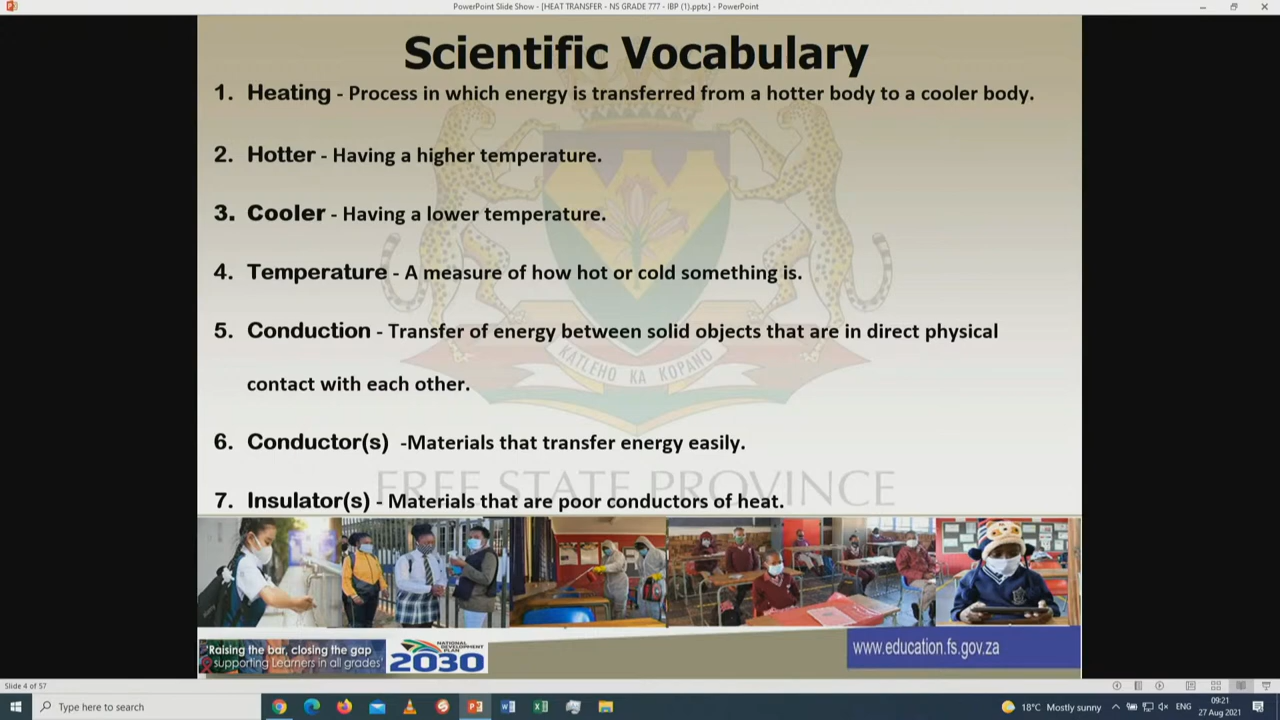 PowerPoint Slide Show - [HEAT TRANSFER - NS GRADE 777 - IBP (1).pptx] - PowerPoint
Scientific Vocabulary
1. Heating - Process in which energy is transferred from a hotter body to a cooler body.
2. Hotter - Having a higher temperature.
3. Cooler - Having a lower temperature.
4. Temperature - A measure of how hot or cold something is.
5. Conduction - Transfer of energy between solid objects that are in direct physical
contact with each other.
KATLEHO KA KOPANO
6. Conductor(s) -Materials that transfer energy easily.
FREE STATE PROVINCE
7. Insulator(s) - Materials that are poor conductors of heat.
'Raising the bar, closing the gap
supporting Learners in all grades'
NATIONAL
DEVELOPMENT
PLAN
2030
www.education.fs.gov.za
Slide 4 of 57
Type here to search
18°C Mostly sunny
ENG
09:21
27 Aug 2021